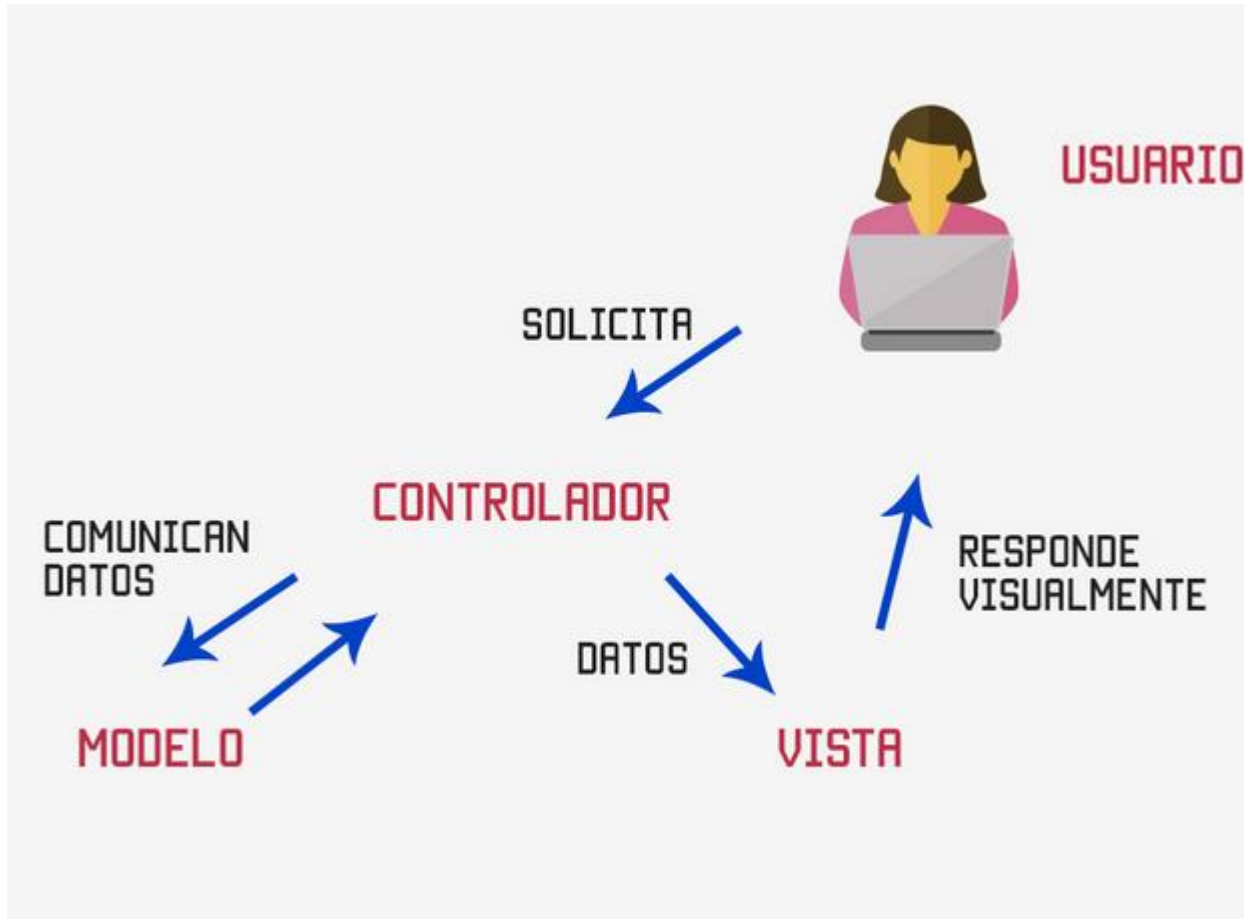 USUARIO
SOLICITA
CONTROLADOR
COMUNICAN
DATOS
RESPONDE
VISUALMENTE
DATOS
MODELO
VISTA